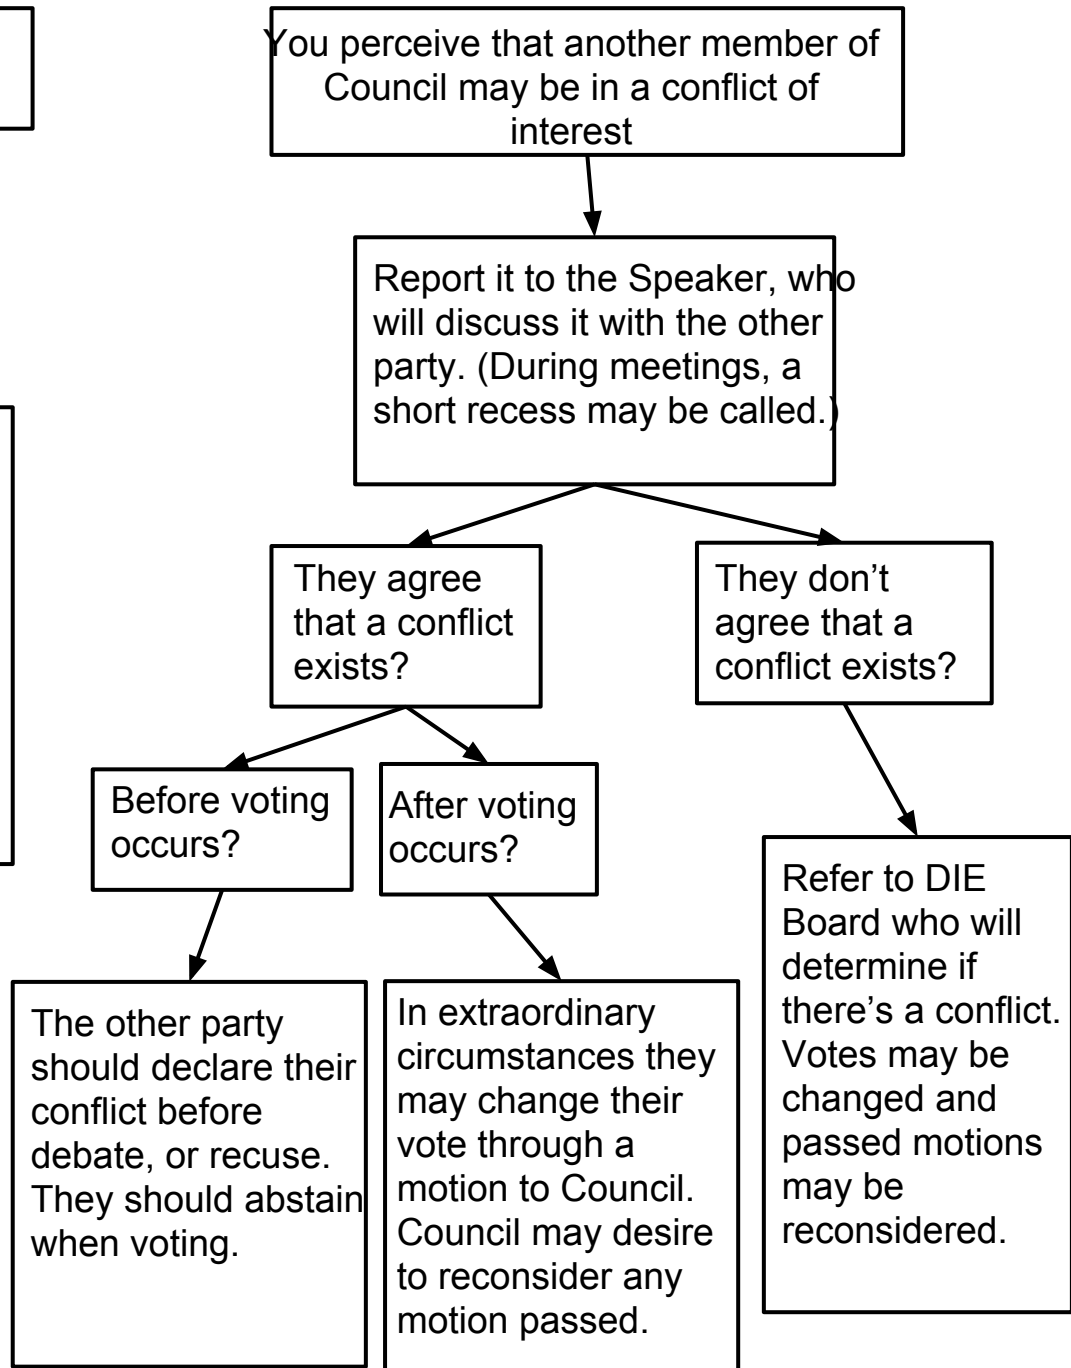 You perceive that another member of
Council may be in a conflict of
interest
Report it to the Speaker, who
will discuss it with the other
party. (During meetings, a
short recess may be called.)
They agree
that a conflict
exists?
They don’t
agree that a
conflict exists?
Before voting
occurs?
After voting
occurs?
The other party
should declare their
conflict before
debate, or recuse.
They should abstain
when voting.
In extraordinary
circumstances they
may change their
vote through a
motion to Council.
Council may desire
to reconsider any
motion passed.
Refer to DIE
Board who will
determine if
there’s a conflict.
Votes may be
changed and
passed motions
may be
reconsidered.